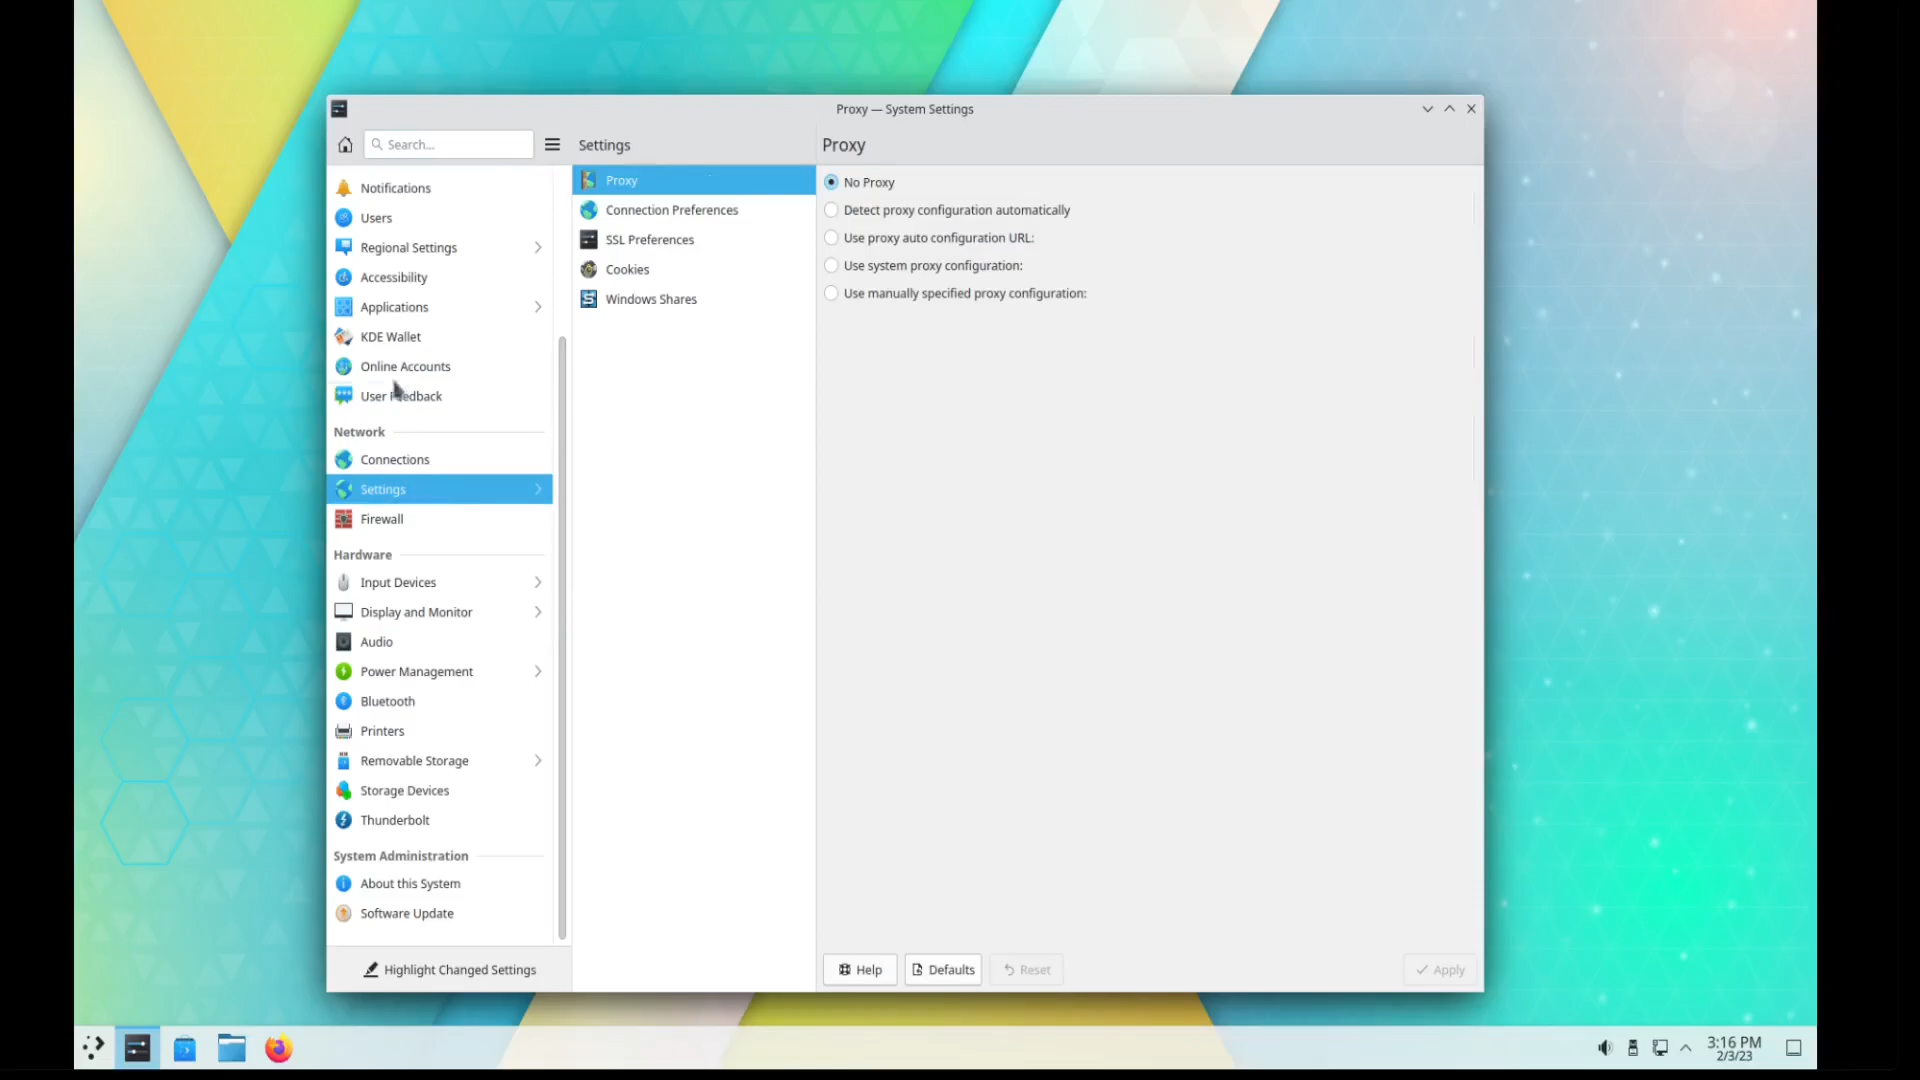 Proxy — System Settings
Search...
Settings
Proxy
Notifications
Users
Regional Settings
Accessibility
Applications
KDE Wallet
Online Accounts
User Feedback
Network
Connections
Settings
Firewall
Hardware
Input Devices
Display and Monitor
Audio
Power Management
Bluetooth
Printers
Removable Storage
Storage Devices
Thunderbolt
System Administration
About this System
Software Update
Highlight Changed Settings
Proxy
Connection Preferences
SSL Preferences
Cookies
Windows Shares
No Proxy
Detect proxy configuration automatically
Use proxy auto configuration URL:
Use system proxy configuration:
Use manually specified proxy configuration:
Help
Defaults
Reset
Apply
3:16 PM
2/3/23